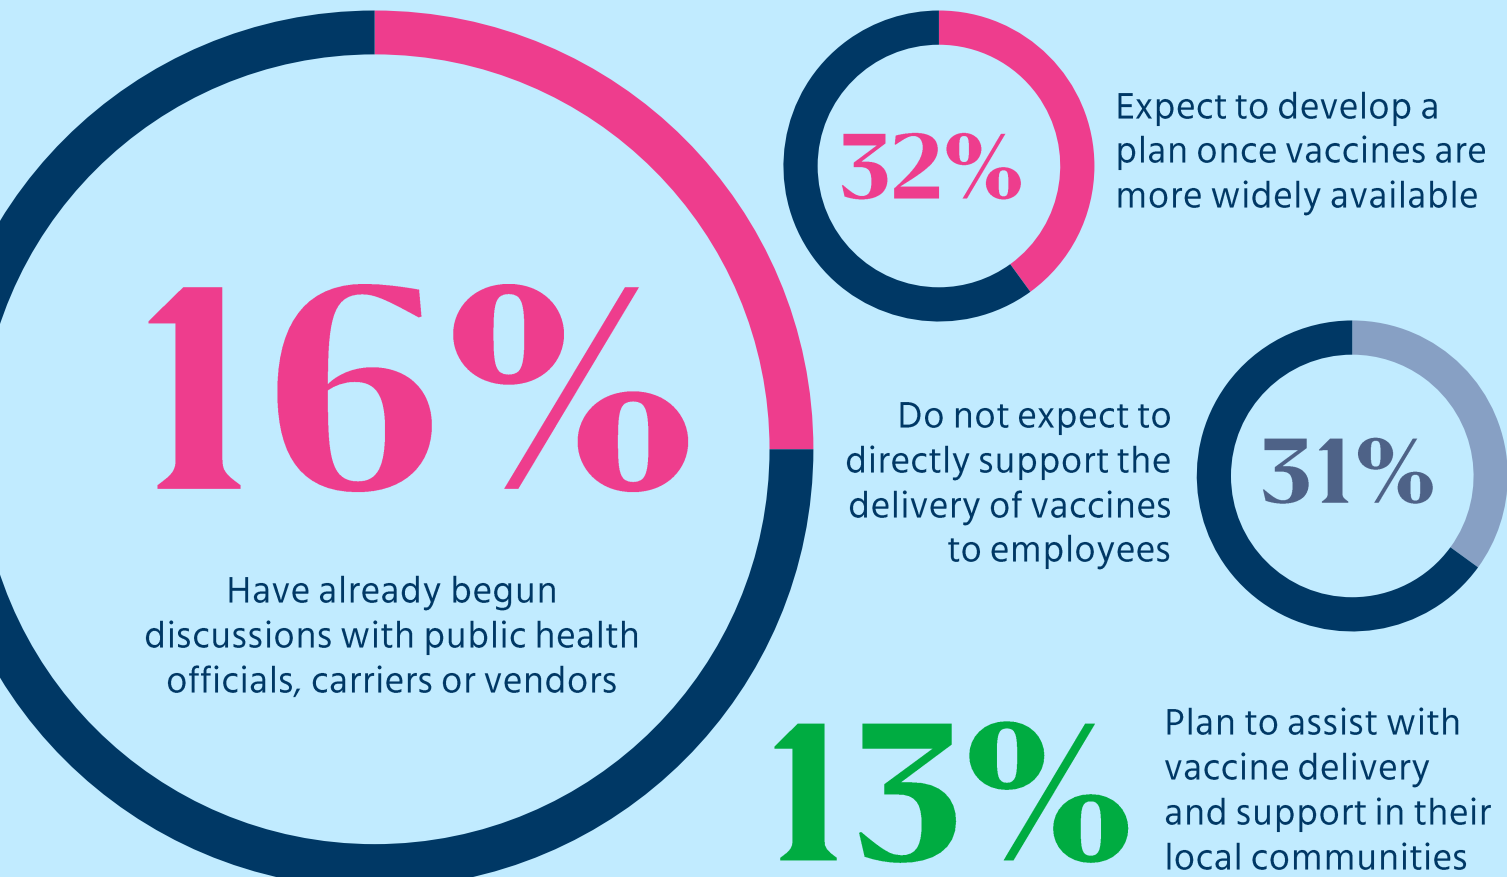 16%
Have already begun
discussions with public health
officials, carriers or vendors
32%
Expect to develop a
plan once vaccines are
more widely available
Do not expect to
directly support the
delivery of vaccines
to employees
31%
13%
Plan to assist with
vaccine delivery
and support in their
local communities